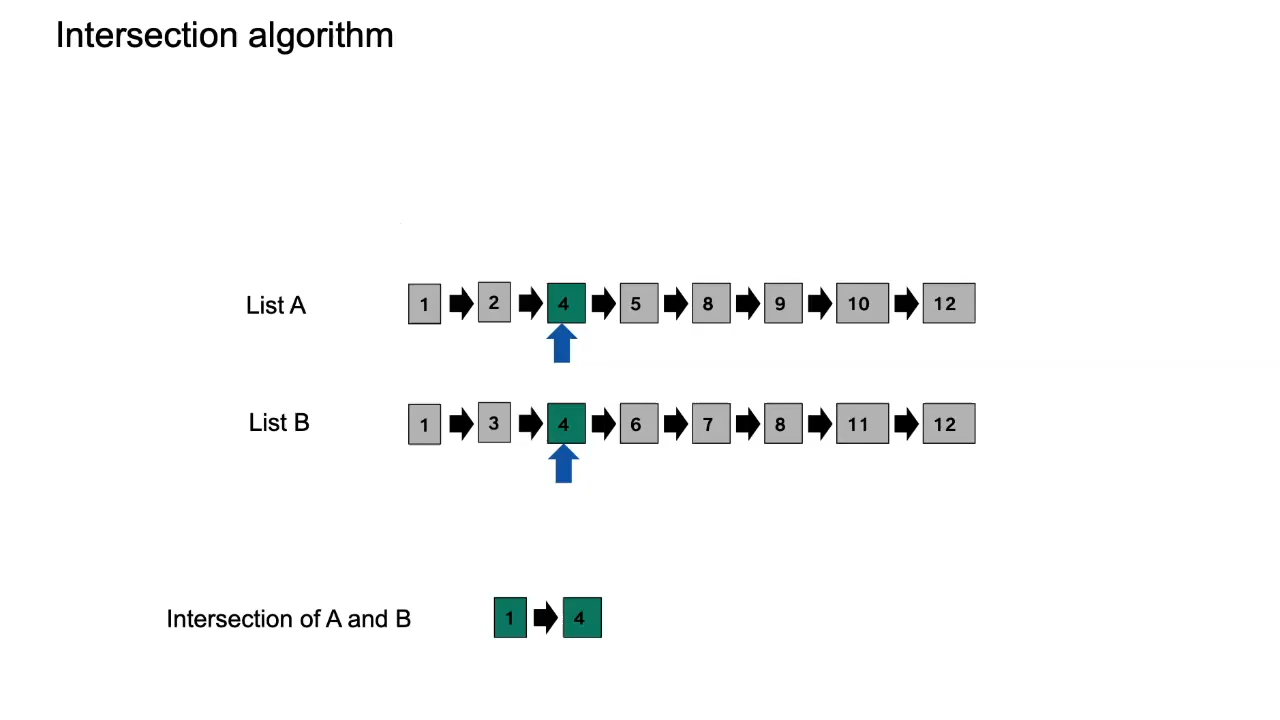 Intersection algorithm
List A 1 2 4 5 8 9 10 12
List B 1 3 4 6 7 8 11 12
Intersection of A and B 1 4